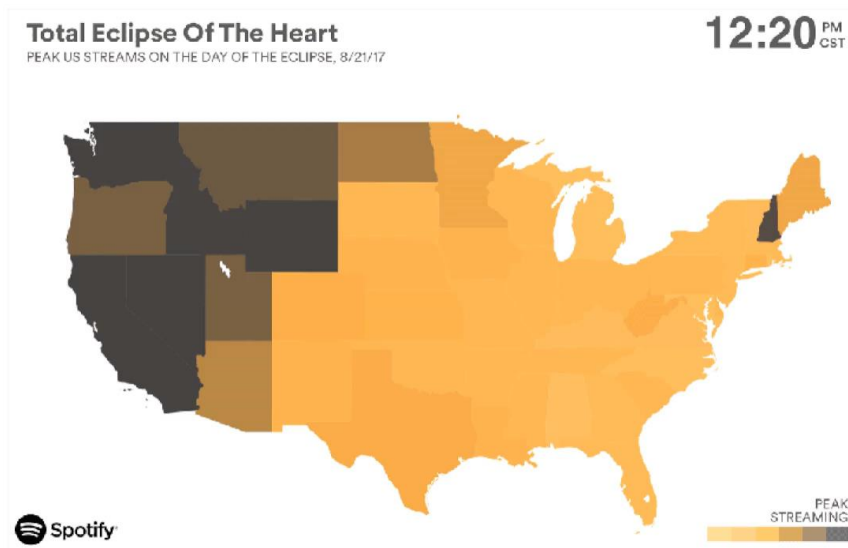 Total Eclipse Of The Heart
PEAK US STREAMS ON THE DAY OF THE ECLIPSE, 8/21/17
12:20 PM CST
PEAK
STREAMING
Spotify